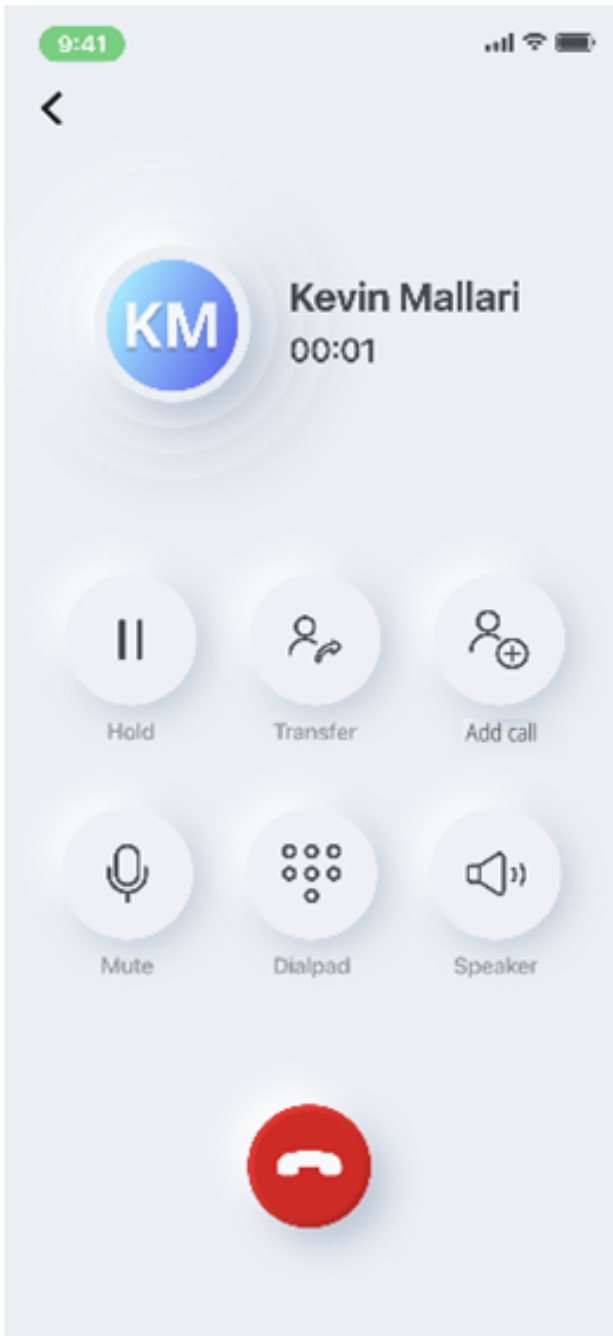 9:41
KM
Kevin Mallari
00:01
Hold Transfer Add call
Mute Dialpad Speaker